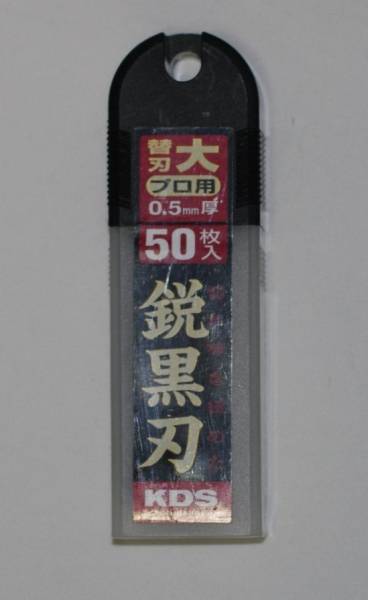 替刃 大
プロ用
0.5mm厚
50枚入
鋭黒刃
KDS